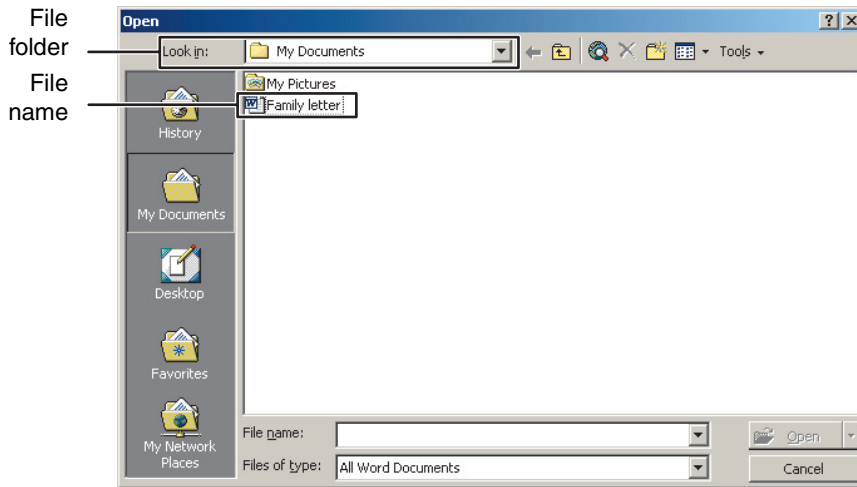 File
folder
File
name
Open
Look in:
My Documents
Tools
My Pictures
Family letter
History
My Documents
Desktop
Favorites
My Network
Places
File name:
Open
Files of type:
All Word Documents
Cancel